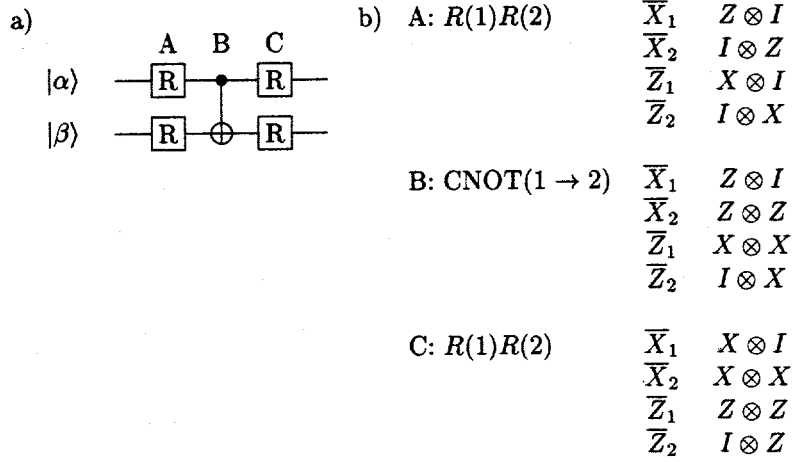 a)
A B C
|α⟩ R R
|β⟩ R R
b) A: R(1)R(2) X̅₁ Z ⊗ I
X̅₂ I ⊗ Z
Z̅₁ X ⊗ I
Z̅₂ I ⊗ X
B: CNOT(1 → 2) X̅₁ Z ⊗ I
X̅₂ Z ⊗ Z
Z̅₁ X ⊗ X
Z̅₂ I ⊗ X
C: R(1)R(2) X̅₁ X ⊗ I
X̅₂ X ⊗ X
Z̅₁ Z ⊗ Z
Z̅₂ I ⊗ Z